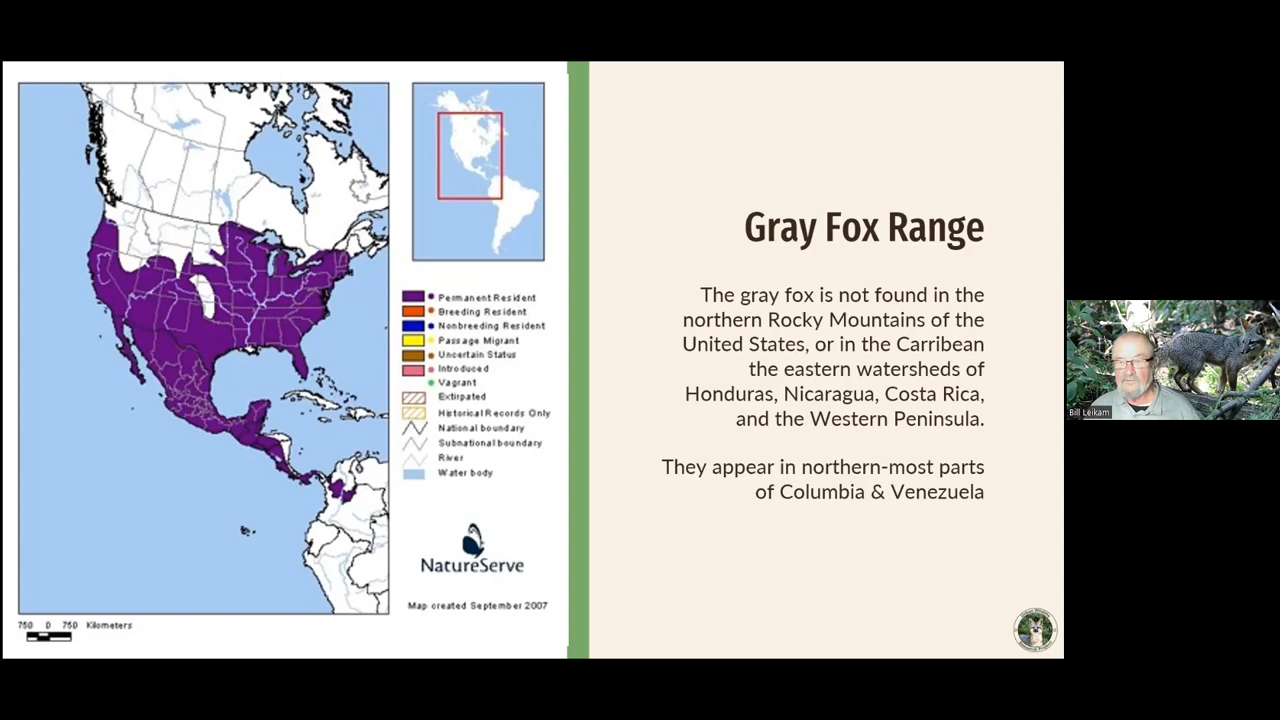 Permanent Resident
Breeding Resident
Nonbreeding Resident
Passage Migrant
Uncertain Status
Introduced
Vagrant
Extirpated
Historical Records Only
National boundary
Subnational boundary
River
Water body
NatureServe
Map created September 2007
750 0 750 Kilometers
Gray Fox Range
The gray fox is not found in the
northern Rocky Mountains of the
United States, or in the Carribean
the eastern watersheds of
Honduras, Nicaragua, Costa Rica,
and the Western Peninsula.
They appear in northern-most parts
of Columbia & Venezuela
Bill Leikam